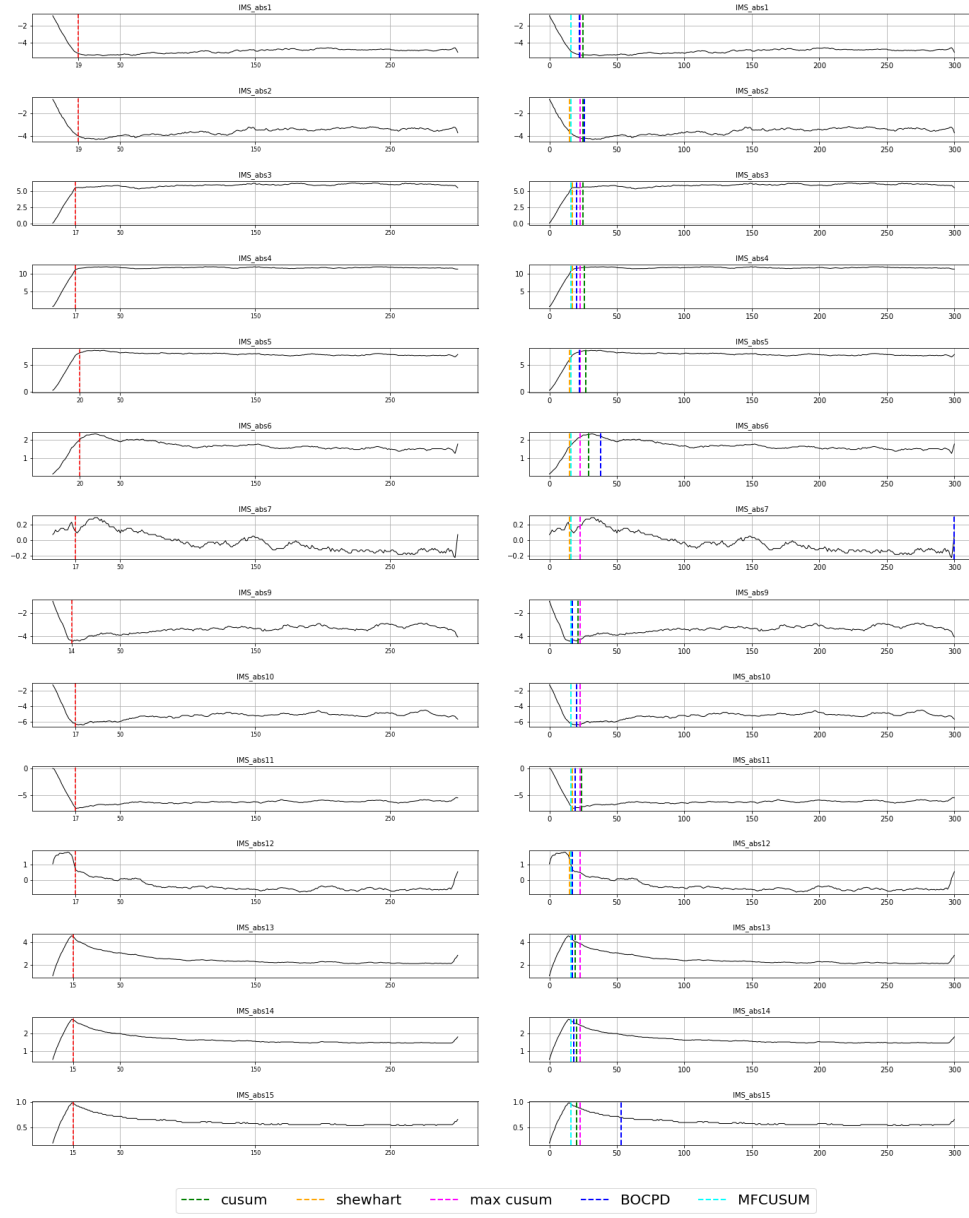 IMS_abs1 IMS_abs1
−2 −2
−4 −4
19 50 150 250 0 50 100 150 200 250 300
IMS_abs2 IMS_abs2
−2 −2
−4 −4
19 50 150 250 0 50 100 150 200 250 300
IMS_abs3 IMS_abs3
5.0 5.0
2.5 2.5
0.0 0.0
17 50 150 250 0 50 100 150 200 250 300
IMS_abs4 IMS_abs4
10 10
5 5
17 50 150 250 0 50 100 150 200 250 300
IMS_abs5 IMS_abs5
5 5
0 0
20 50 150 250 0 50 100 150 200 250 300
IMS_abs6 IMS_abs6
2 2
1 1
20 50 150 250 0 50 100 150 200 250 300
IMS_abs7 IMS_abs7
0.2 0.2
0.0 0.0
−0.2 −0.2
17 50 150 250 0 50 100 150 200 250 300
IMS_abs9 IMS_abs9
−2 −2
−4 −4
14 50 150 250 0 50 100 150 200 250 300
IMS_abs10 IMS_abs10
−2 −2
−4 −4
−6 −6
17 50 150 250 0 50 100 150 200 250 300
IMS_abs11 IMS_abs11
0 0
−5 −5
17 50 150 250 0 50 100 150 200 250 300
IMS_abs12 IMS_abs12
1 1
0 0
17 50 150 250 0 50 100 150 200 250 300
IMS_abs13 IMS_abs13
4 4
2 2
15 50 150 250 0 50 100 150 200 250 300
IMS_abs14 IMS_abs14
2 2
1 1
15 50 150 250 0 50 100 150 200 250 300
IMS_abs15 IMS_abs15
1.0 1.0
0.5 0.5
15 50 150 250 0 50 100 150 200 250 300
cusum shewhart max cusum BOCPD MFCUSUM